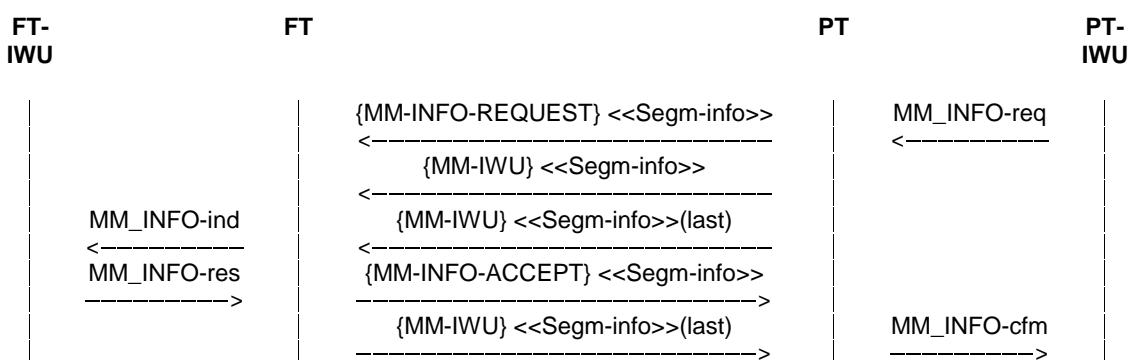 FT-IWU FT PT PT-IWU
{MM-INFO-REQUEST} <<Segm-info>> MM_INFO-req
{MM-IWU} <<Segm-info>>
MM_INFO-ind {MM-IWU} <<Segm-info>>(last)
MM_INFO-res {MM-INFO-ACCEPT} <<Segm-info>>
{MM-IWU} <<Segm-info>>(last) MM_INFO-cfm